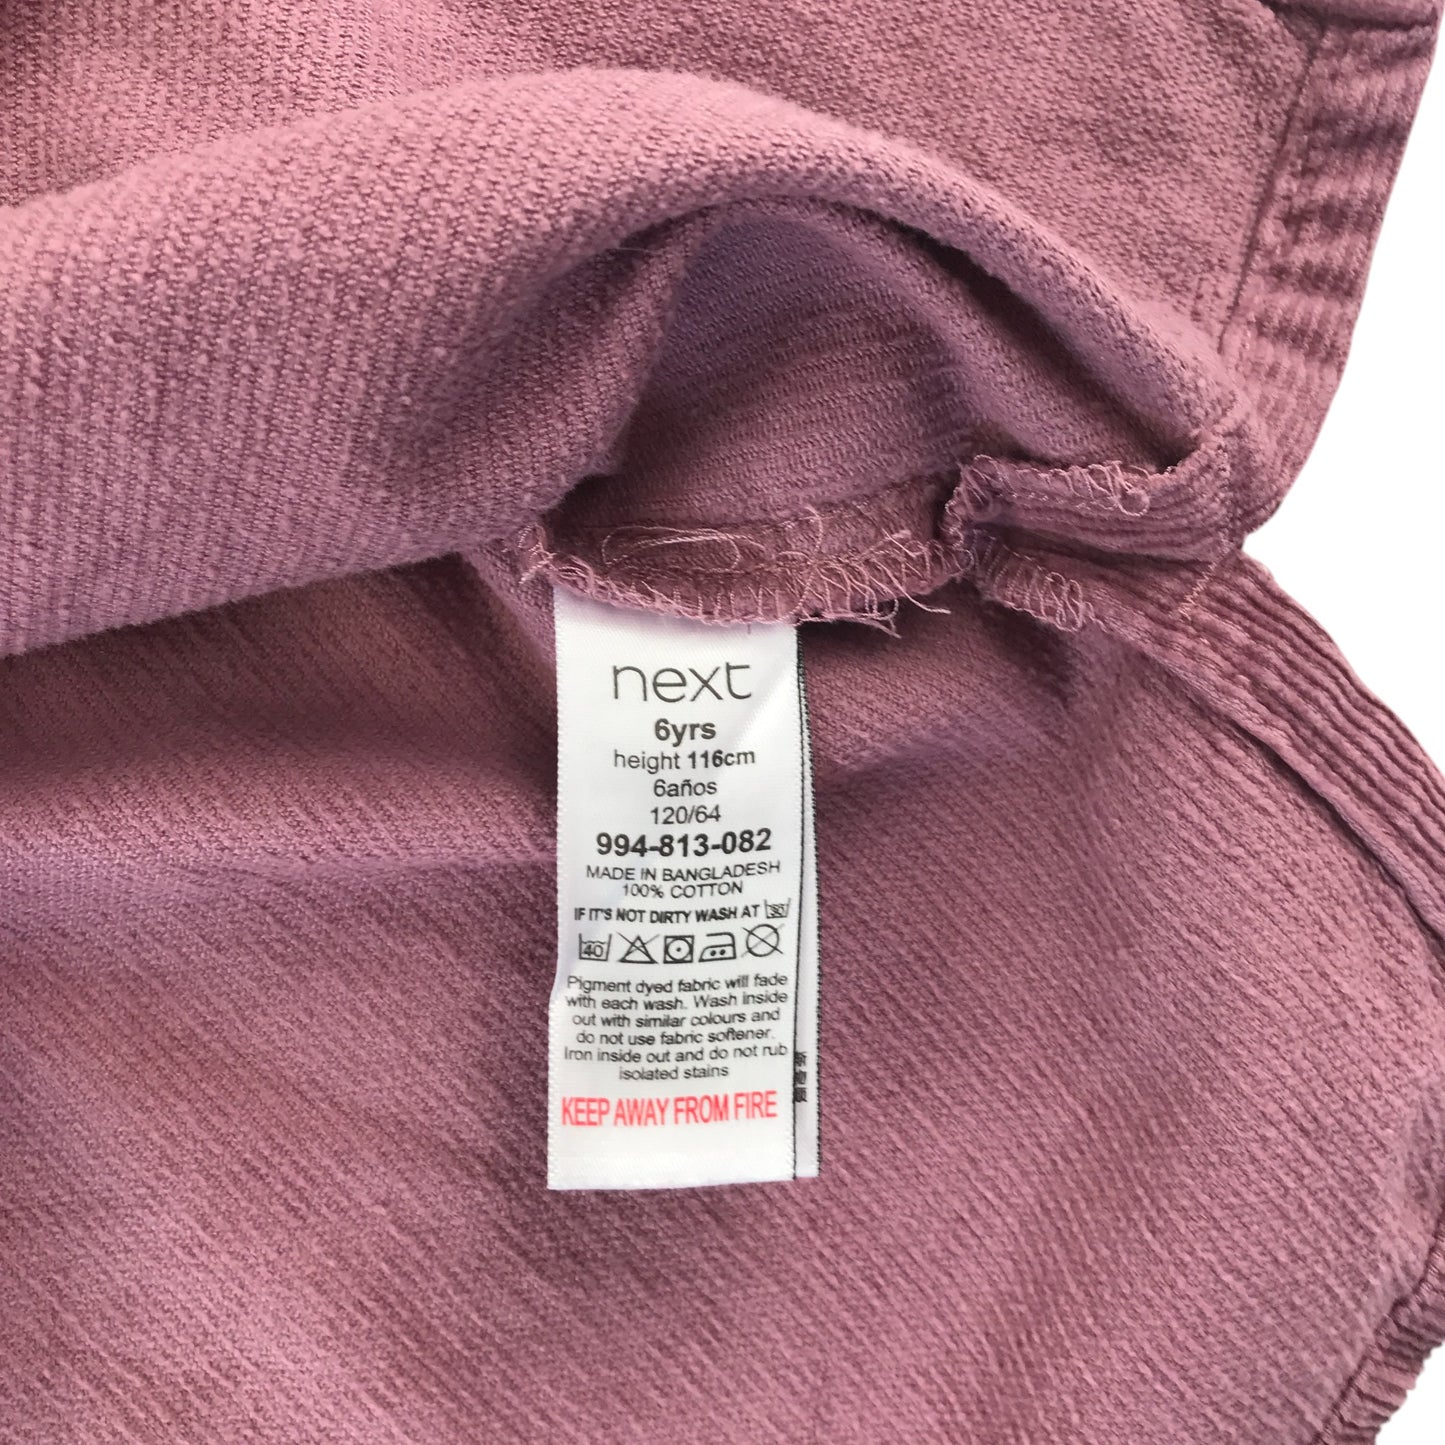 next
6yrs
height 116cm
6años
120/64
994-813-082
MADE IN BANGLADESH
100% COTTON
IF IT'S NOT DIRTY WASH AT 30
40
Pigment dyed fabric will fade
with each wash. Wash inside
out with similar colours and
do not use fabric softener.
Iron inside out and do not rub
isolated stains
KEEP AWAY FROM FIRE